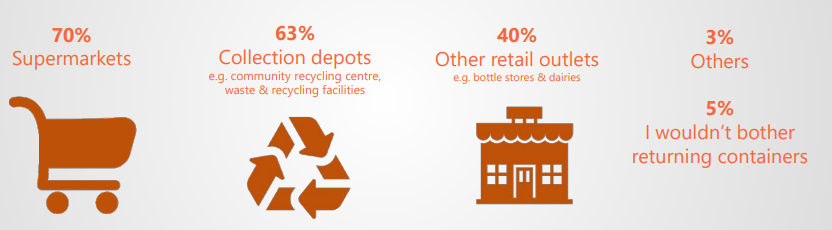 70%
Supermarkets
63%
Collection depots
e.g. community recycling centre,
waste & recycling facilities
40%
Other retail outlets
e.g. bottle stores & dairies
3%
Others
5%
I wouldn't bother
returning containers